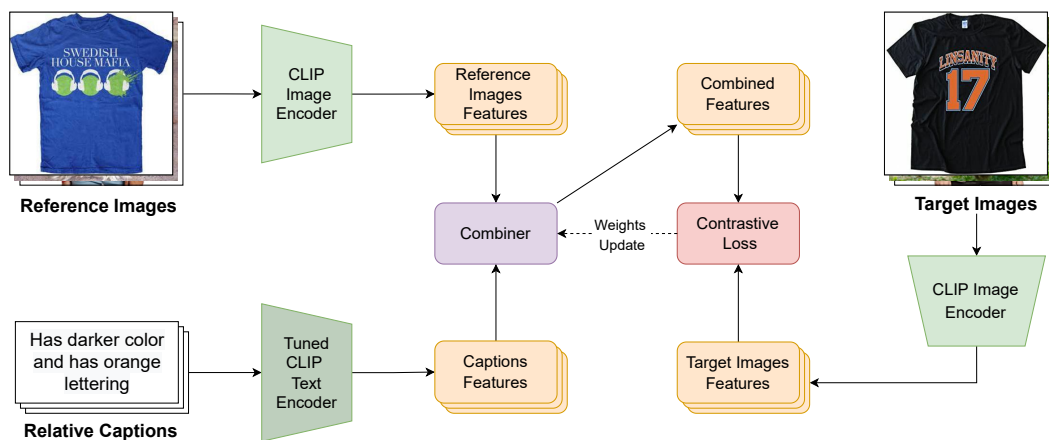 SWEDISH
HOUSE MAFIA
Reference Images
CLIP
Image
Encoder
Reference
Images
Features
Combined
Features
LINSANITY
17
Target Images
Combiner
Weights
Update
Contrastive
Loss
CLIP Image
Encoder
Has darker color
and has orange
lettering
Relative Captions
Tuned
CLIP
Text
Encoder
Captions
Features
Target Images
Features